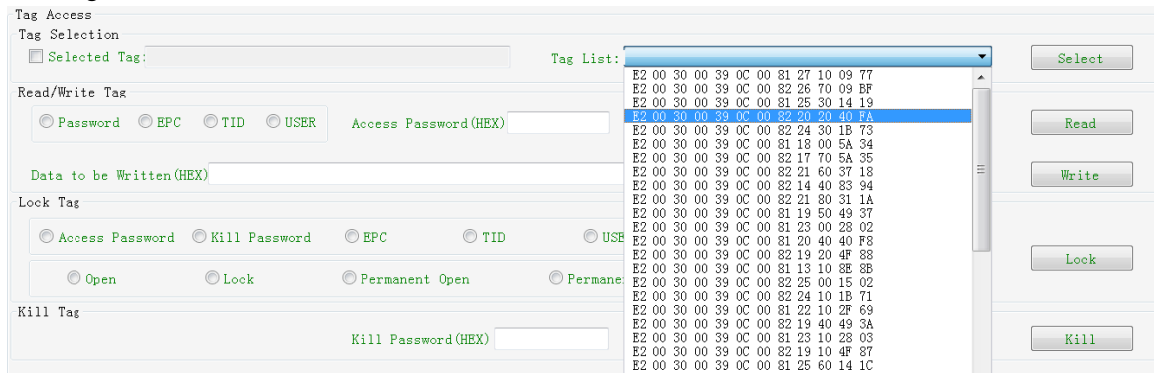 Tag Access
Tag Selection
Selected Tag: Tag List: Select
E2 00 30 00 39 0C 00 81 27 10 09 77
E2 00 30 00 39 0C 00 82 26 70 09 BF
Read/Write Tag
E2 00 30 00 39 0C 00 81 25 30 14 19
Password EPC TID USER Access Password(HEX) E2 00 30 00 39 0C 00 82 20 20 40 FA Read
E2 00 30 00 39 0C 00 82 24 30 1B 73
E2 00 30 00 39 0C 00 81 18 00 5A 34
E2 00 30 00 39 0C 00 82 17 70 5A 35
Data to be Written(HEX) E2 00 30 00 39 0C 00 82 21 60 37 18 Write
E2 00 30 00 39 0C 00 82 14 40 83 94
Lock Tag E2 00 30 00 39 0C 00 82 21 80 31 1A
E2 00 30 00 39 0C 00 81 19 50 49 37
E2 00 30 00 39 0C 00 81 23 00 28 02
Access Password Kill Password EPC TID USE E2 00 30 00 39 0C 00 81 20 40 40 F8
E2 00 30 00 39 0C 00 82 19 20 4F 88 Lock
E2 00 30 00 39 0C 00 81 13 10 8E 8B
Open Lock Permanent Open Permane E2 00 30 00 39 0C 00 82 25 00 15 02
E2 00 30 00 39 0C 00 82 24 10 1B 71
Kill Tag E2 00 30 00 39 0C 00 81 22 10 2F 69
E2 00 30 00 39 0C 00 82 19 40 49 3A
Kill Password(HEX) E2 00 30 00 39 0C 00 81 23 10 28 03 Kill
E2 00 30 00 39 0C 00 82 19 10 4F 87
E2 00 30 00 39 0C 00 81 25 60 14 1C